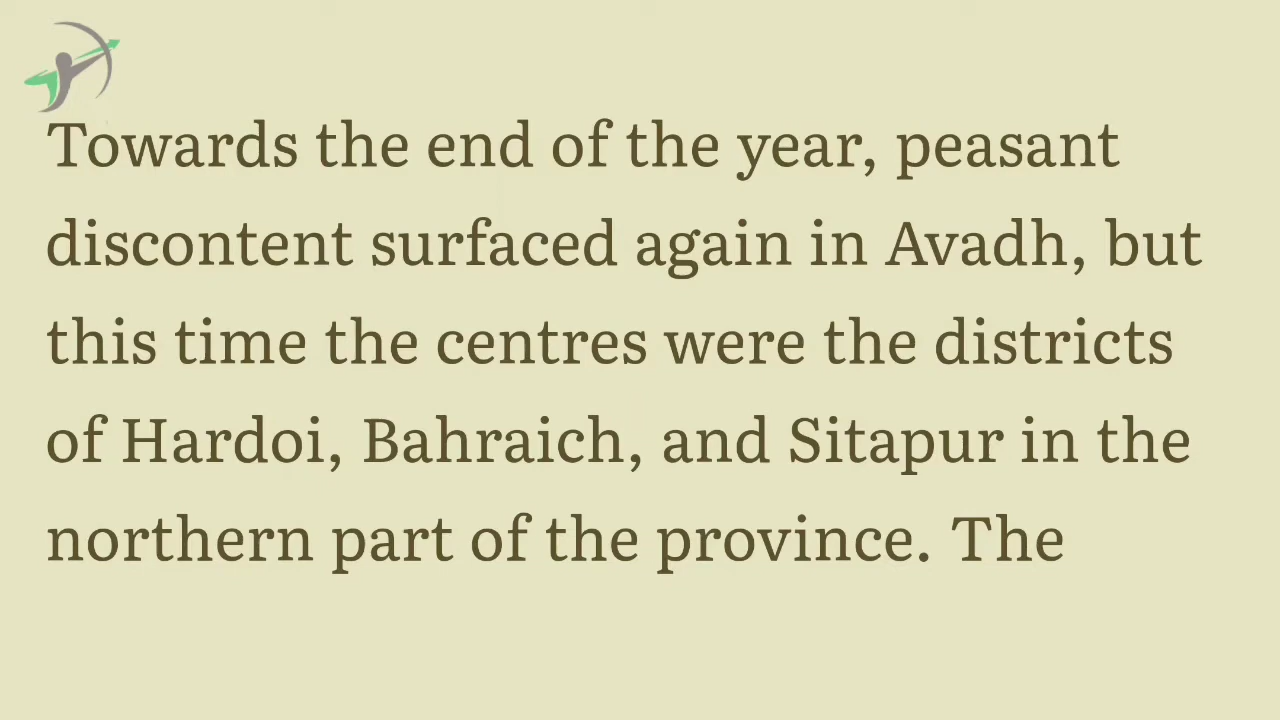 Towards the end of the year, peasant
discontent surfaced again in Avadh, but
this time the centres were the districts
of Hardoi, Bahraich, and Sitapur in the
northern part of the province. The